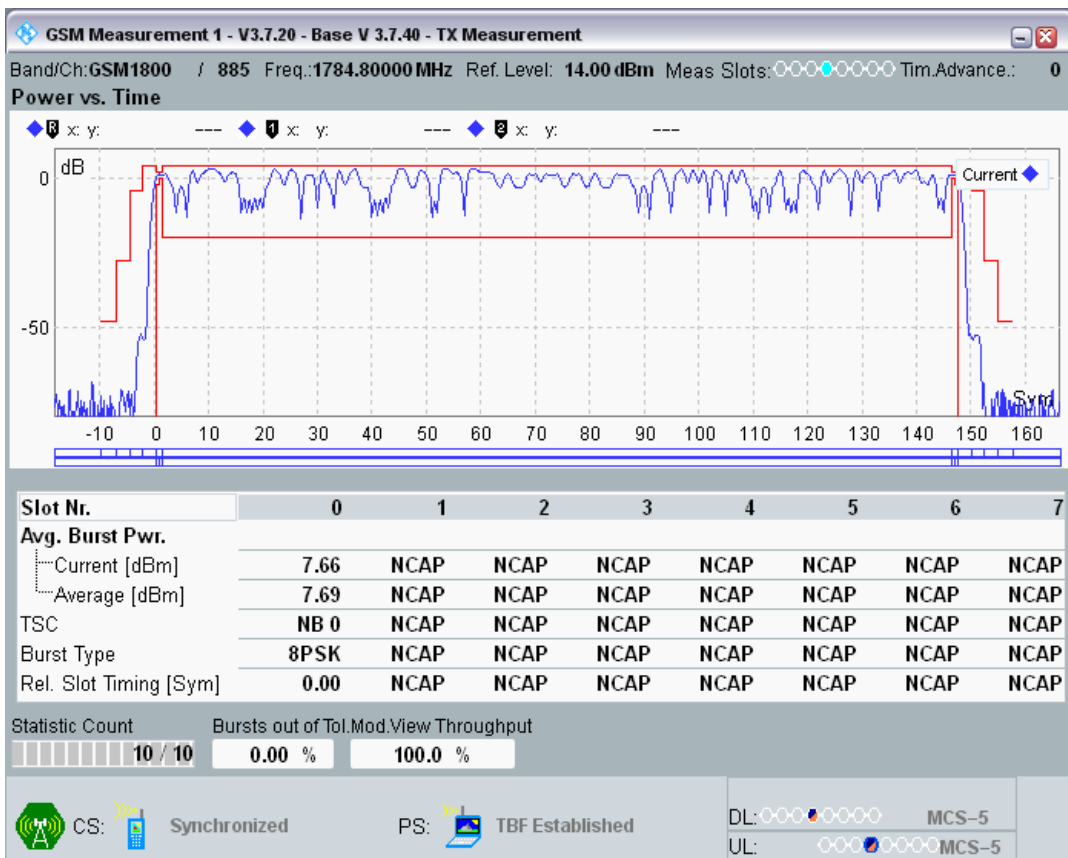 GSM Measurement 1 - V3.7.20 - Base V 3.7.40 - TX Measurement
Band/Ch:GSM1800 / 885 Freq.:1784.80000 MHz Ref. Level: 14.00 dBm Meas Slots: Tim.Advance.: 0
Power vs. Time
R x: y: --- 1 x: y: --- 2 x: y: ---
dB
Current
0
-50
Sym
-10 0 10 20 30 40 50 60 70 80 90 100 110 120 130 140 150 160
Slot Nr. 0 1 2 3 4 5 6 7
Avg. Burst Pwr.
Current [dBm] 7.66 NCAP NCAP NCAP NCAP NCAP NCAP NCAP
Average [dBm] 7.69 NCAP NCAP NCAP NCAP NCAP NCAP NCAP
TSC NB 0 NCAP NCAP NCAP NCAP NCAP NCAP NCAP
Burst Type 8PSK NCAP NCAP NCAP NCAP NCAP NCAP NCAP
Rel. Slot Timing [Sym] 0.00 NCAP NCAP NCAP NCAP NCAP NCAP NCAP
Statistic Count Bursts out of Tol.Mod.View Throughput
10 / 10 0.00 % 100.0 %
CS: Synchronized PS: TBF Established DL: MCS-5
UL: MCS-5